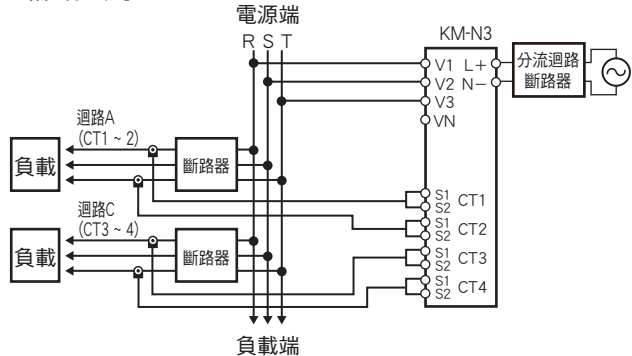 電源端
R S T
KM-N3
V1 L+
V2 N−
V3
VN
分流迴路
斷路器
迴路A
(CT1 ~ 2)
負載
斷路器
迴路C
(CT3 ~ 4)
負載
斷路器
S1
S2
CT1
S1
S2
CT2
S1
S2
CT3
S1
S2
CT4
負載端